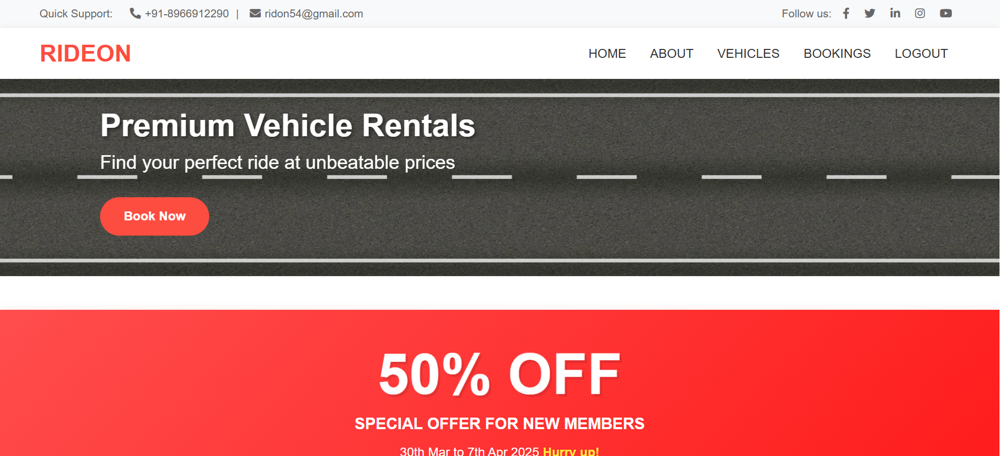 Quick Support: +91-8966912290 | ridon54@gmail.com Follow us:
RIDEON HOME ABOUT VEHICLES BOOKINGS LOGOUT
Premium Vehicle Rentals
Find your perfect ride at unbeatable prices
Book Now
50% OFF
SPECIAL OFFER FOR NEW MEMBERS
30th Mar to 7th Apr 2025 Hurry up!